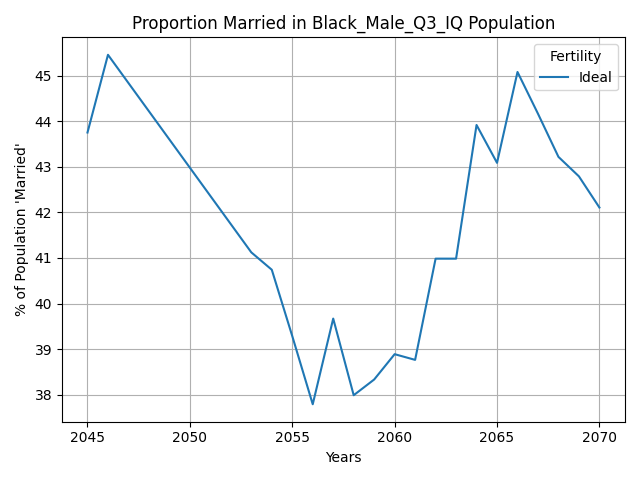 Proportion Married in Black_Male_Q3_IQ Population
Fertility
Ideal
45
44
43
42
41
40
39
38
% of Population 'Married'
2045 2050 2055 2060 2065 2070
Years